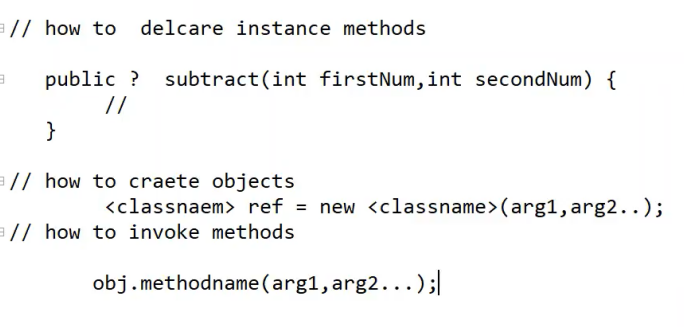 // how to  delcare instance methods
public ?  subtract(int firstNum,int secondNum) {
//
}
// how to craete objects
<classnaem> ref = new <classname>(arg1,arg2..);
// how to invoke methods
obj.methodname(arg1,arg2...);